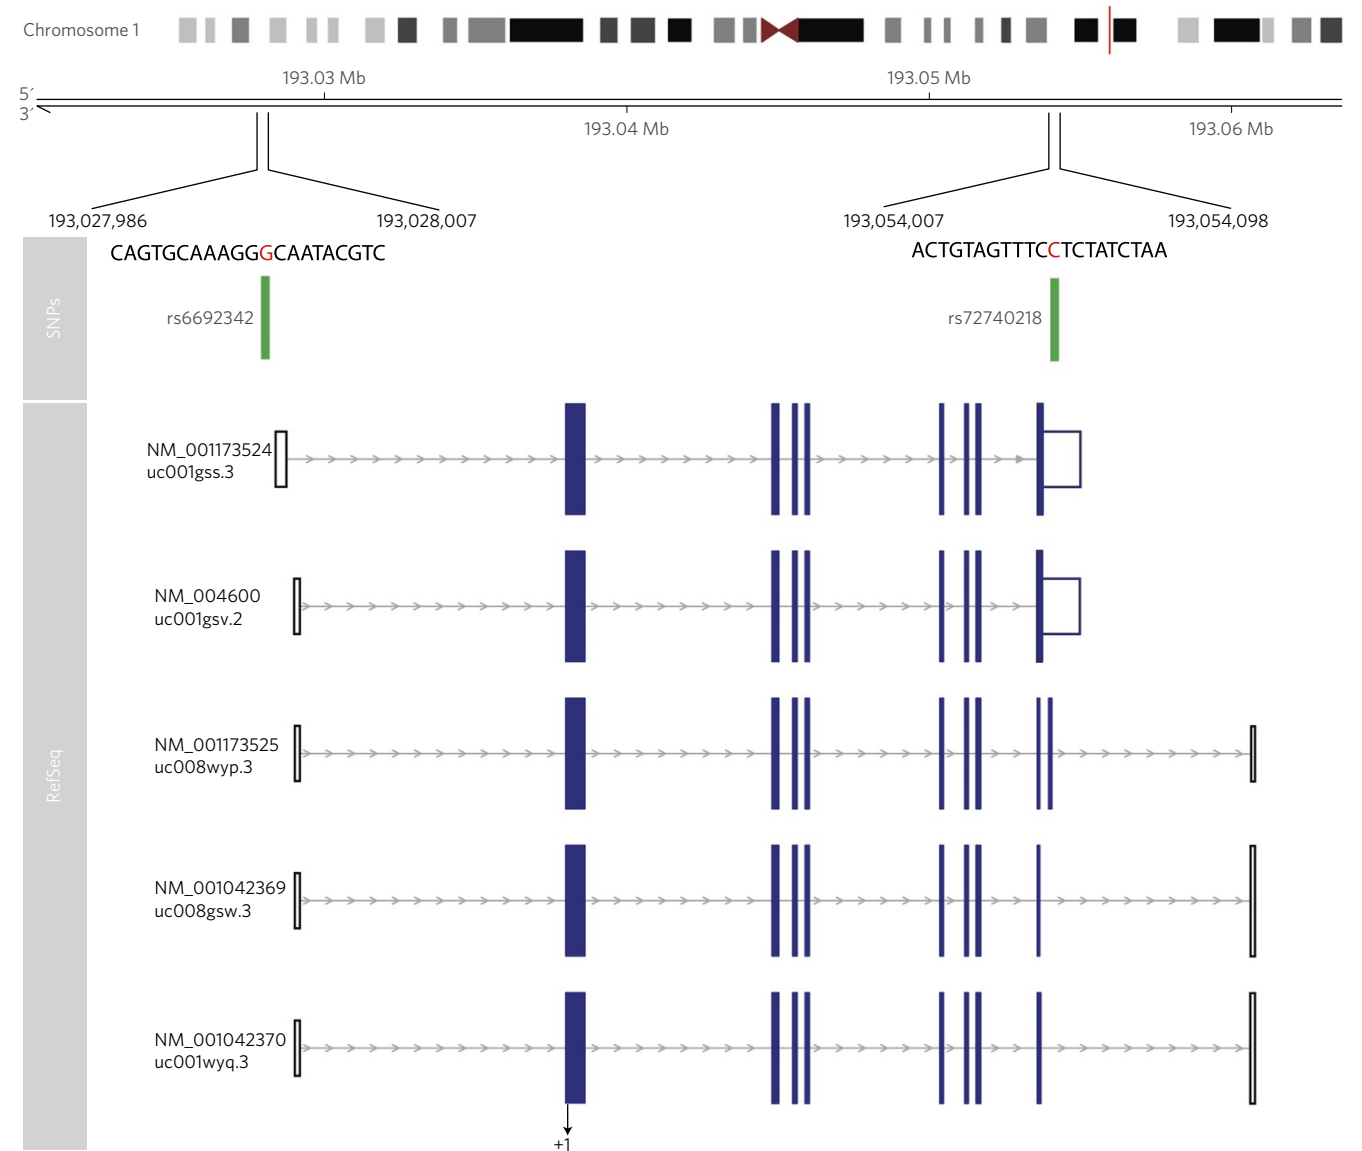 Chromosome 1
193.03 Mb
193.05 Mb
5´
3´
193.04 Mb
193.06 Mb
193,027,986
193,028,007
193,054,007
193,054,098
CAGTGCAAAGGGCAATACGTC
ACTGTAGTTTCCTCTATCTAA
SNPs
rs6692342
rs72740218
RefSeq
NM_001173524
uc001gss.3
NM_004600
uc001gsv.2
NM_001173525
uc008wyp.3
NM_001042369
uc008gsw.3
NM_001042370
uc001wyq.3
+1